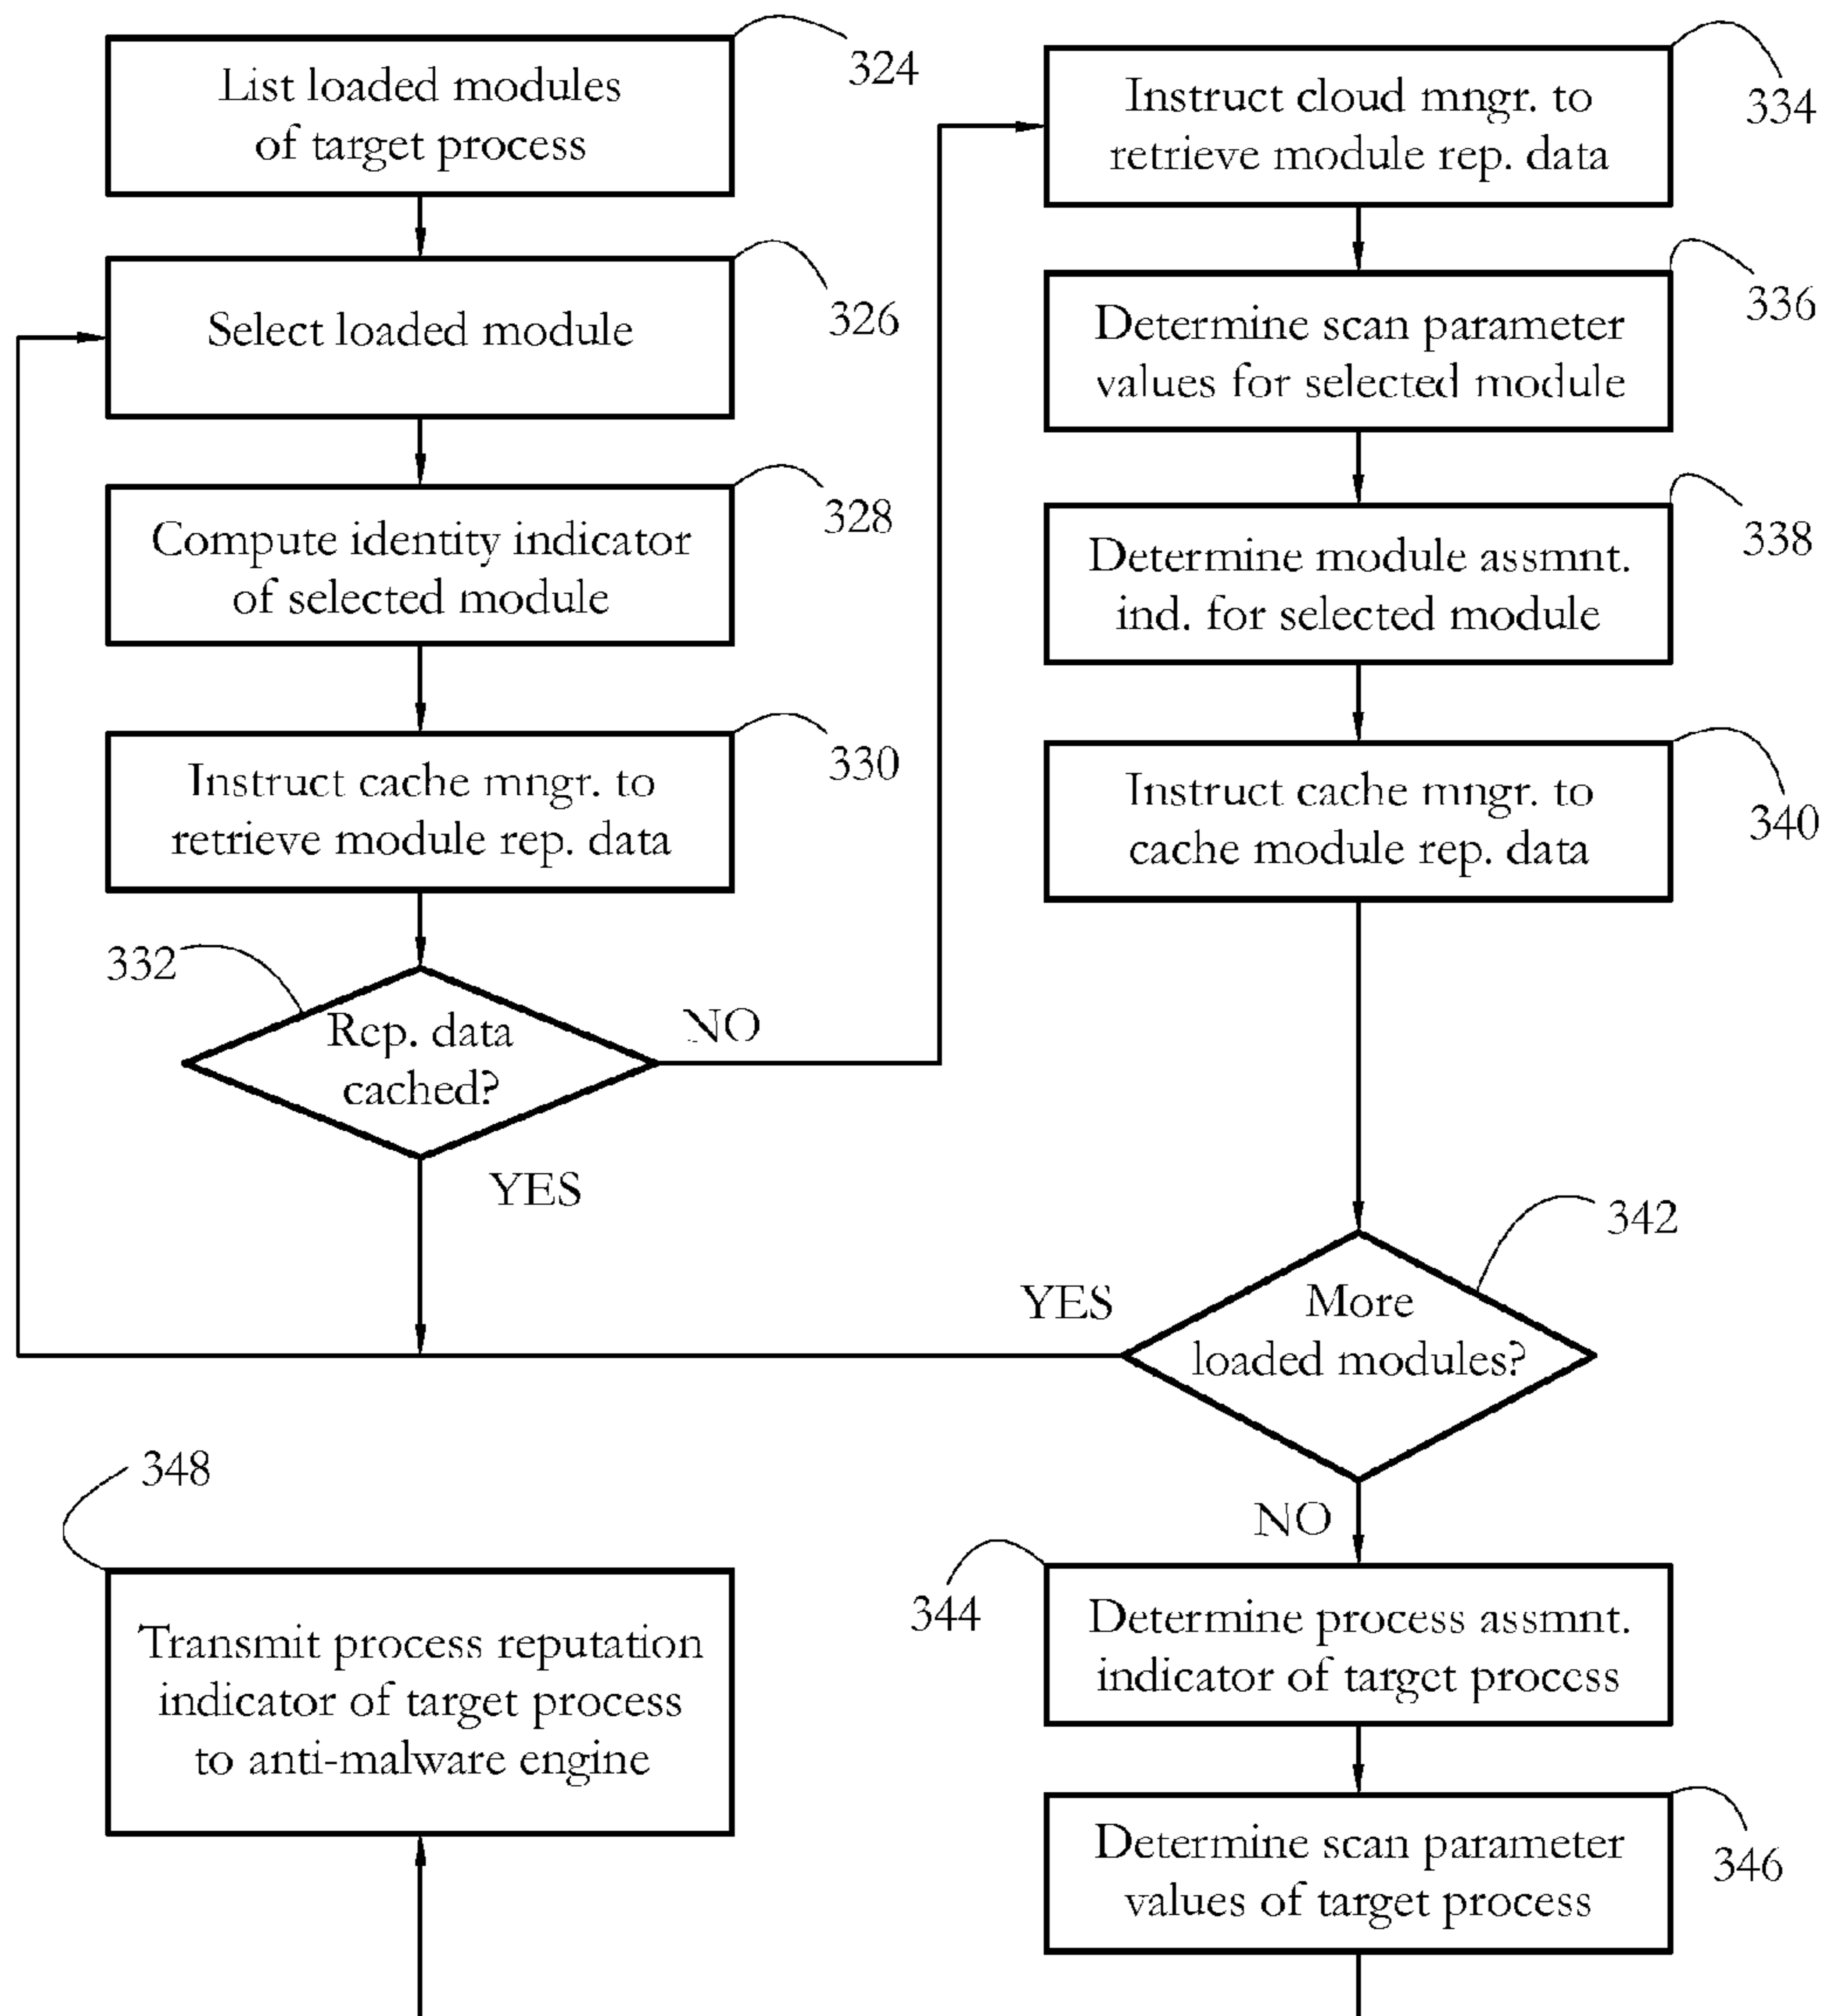 List loaded modules
of target process
324
Select loaded module
326
Compute identity indicator
of selected module
328
Instruct cache mngr. to
retrieve module rep. data
330
332
Rep. data
cached?
NO
YES
Instruct cloud mngr. to
retrieve module rep. data
334
Determine scan parameter
values for selected module
336
Determine module assmnt.
ind. for selected module
338
Instruct cache mngr. to
cache module rep. data
340
342
More
loaded modules?
YES
NO
344
Determine process assmnt.
indicator of target process
Determine scan parameter
values of target process
346
348
Transmit process reputation
indicator of target process
to anti-malware engine